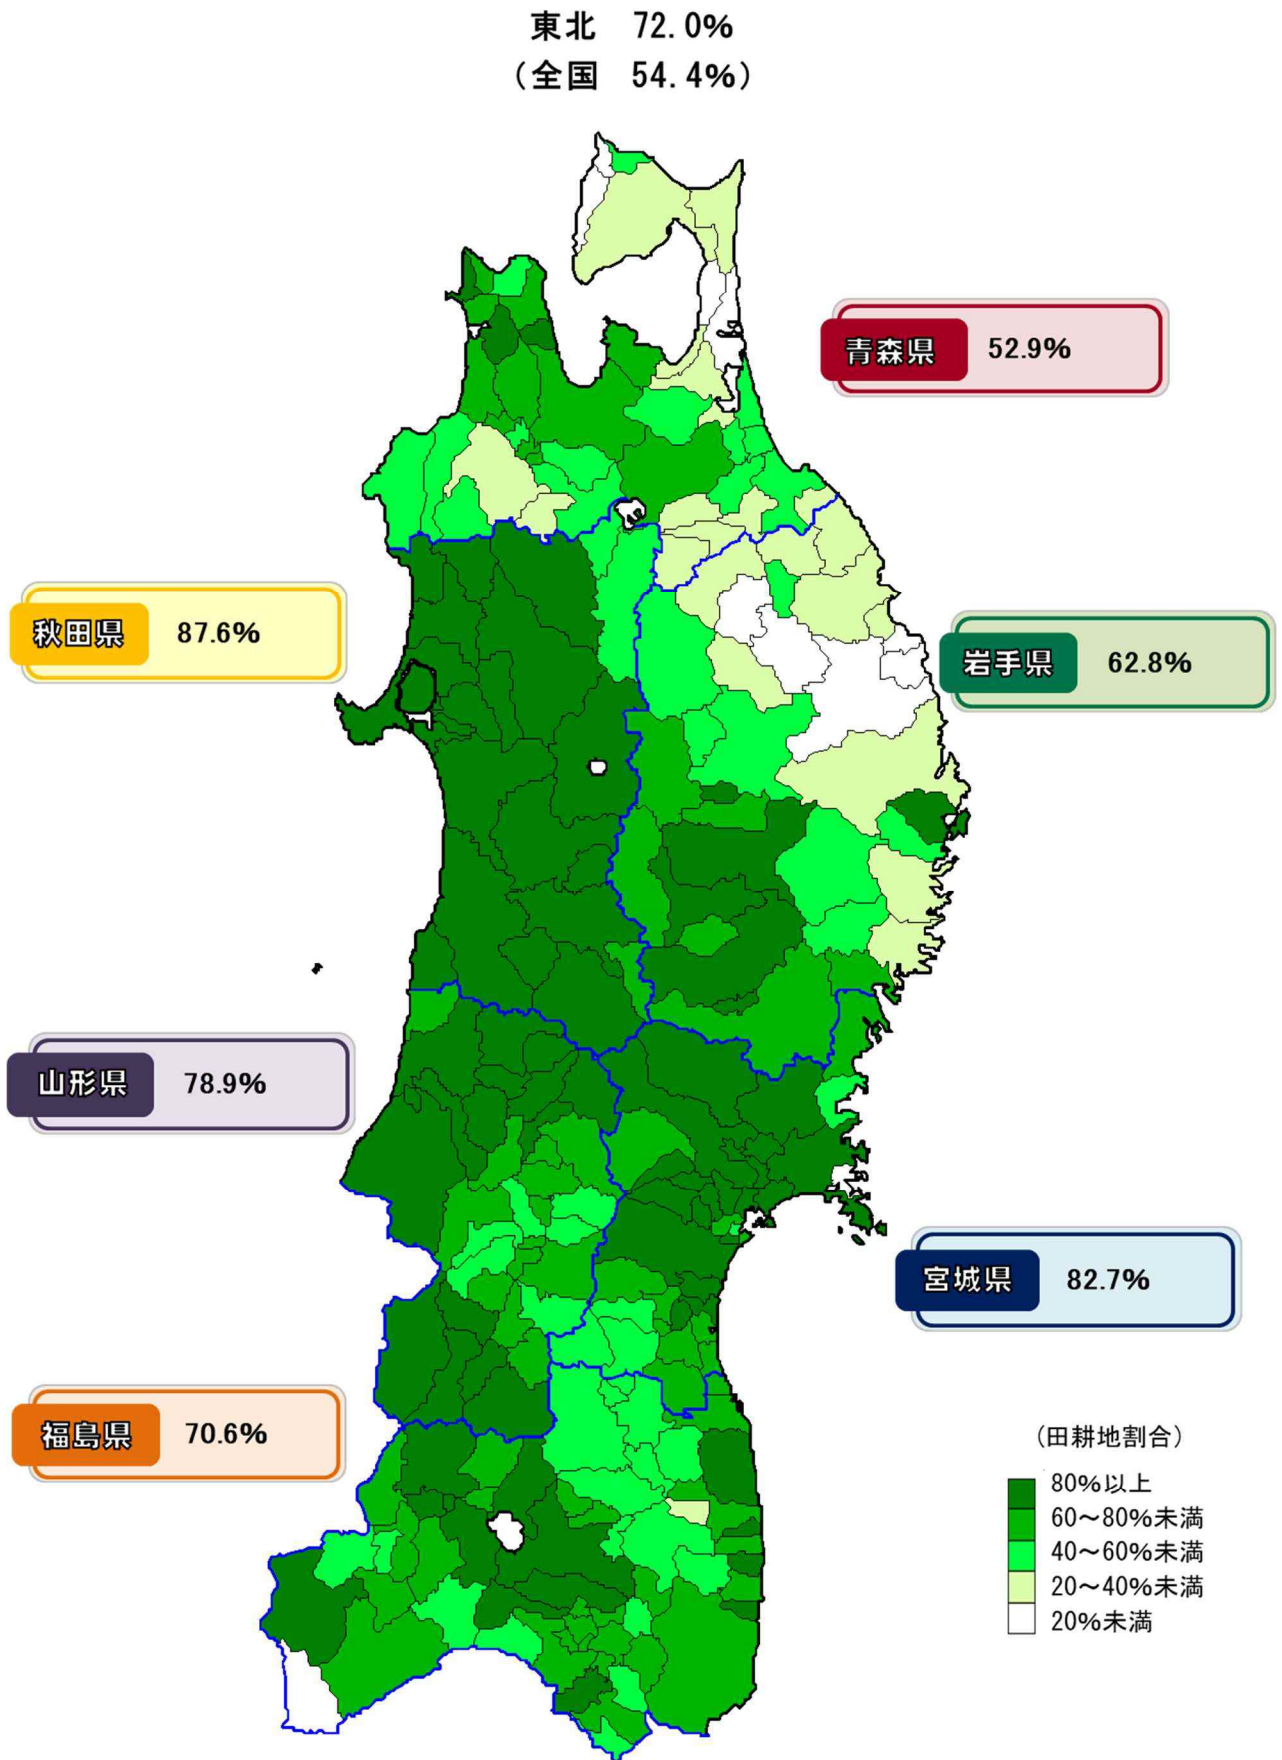 東北 72.0%
（全国 54.4%）
青森県 52.9%
秋田県 87.6%
岩手県 62.8%
山形県 78.9%
宮城県 82.7%
福島県 70.6%
（田耕地割合）
80%以上
60～80%未満
40～60%未満
20～40%未満
20%未満